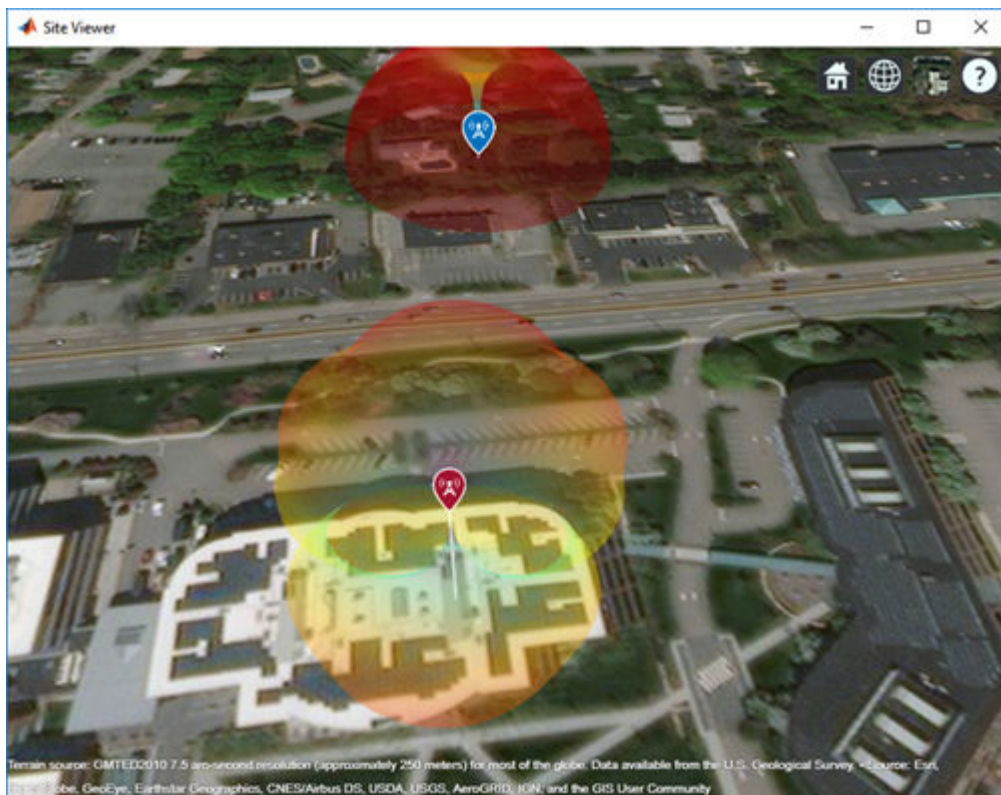 Site Viewer
?
Terrain source: GMTED2010 7.5 arc-second resolution (approximately 250 meters) for most of the globe. Data available from the U.S. Geological Survey. Source: Esri,
GeoEye, Earthstar Geographics, CNES/Airbus DS, USDA, USGS, AeroGRID, IGN, and the GIS User Community